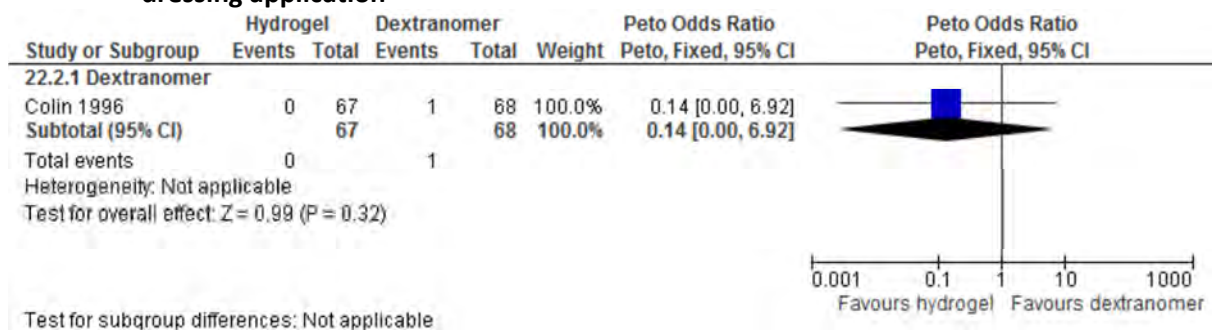 dressing application
Hydrogel Dextranomer Peto Odds Ratio Peto Odds Ratio
Study or Subgroup Events Total Events Total Weight Peto, Fixed, 95% CI Peto, Fixed, 95% CI
22.2.1 Dextranomer
Colin 1996 0 67 1 68 100.0% 0.14 [0.00, 6.92]
Subtotal (95% CI) 67 68 100.0% 0.14 [0.00, 6.92]
Total events 0 1
Heterogeneity: Not applicable
Test for overall effect: Z = 0.99 (P = 0.32)
0.001 0.1 1 10 1000
Favours hydrogel Favours dextranomer
Test for subgroup differences: Not applicable